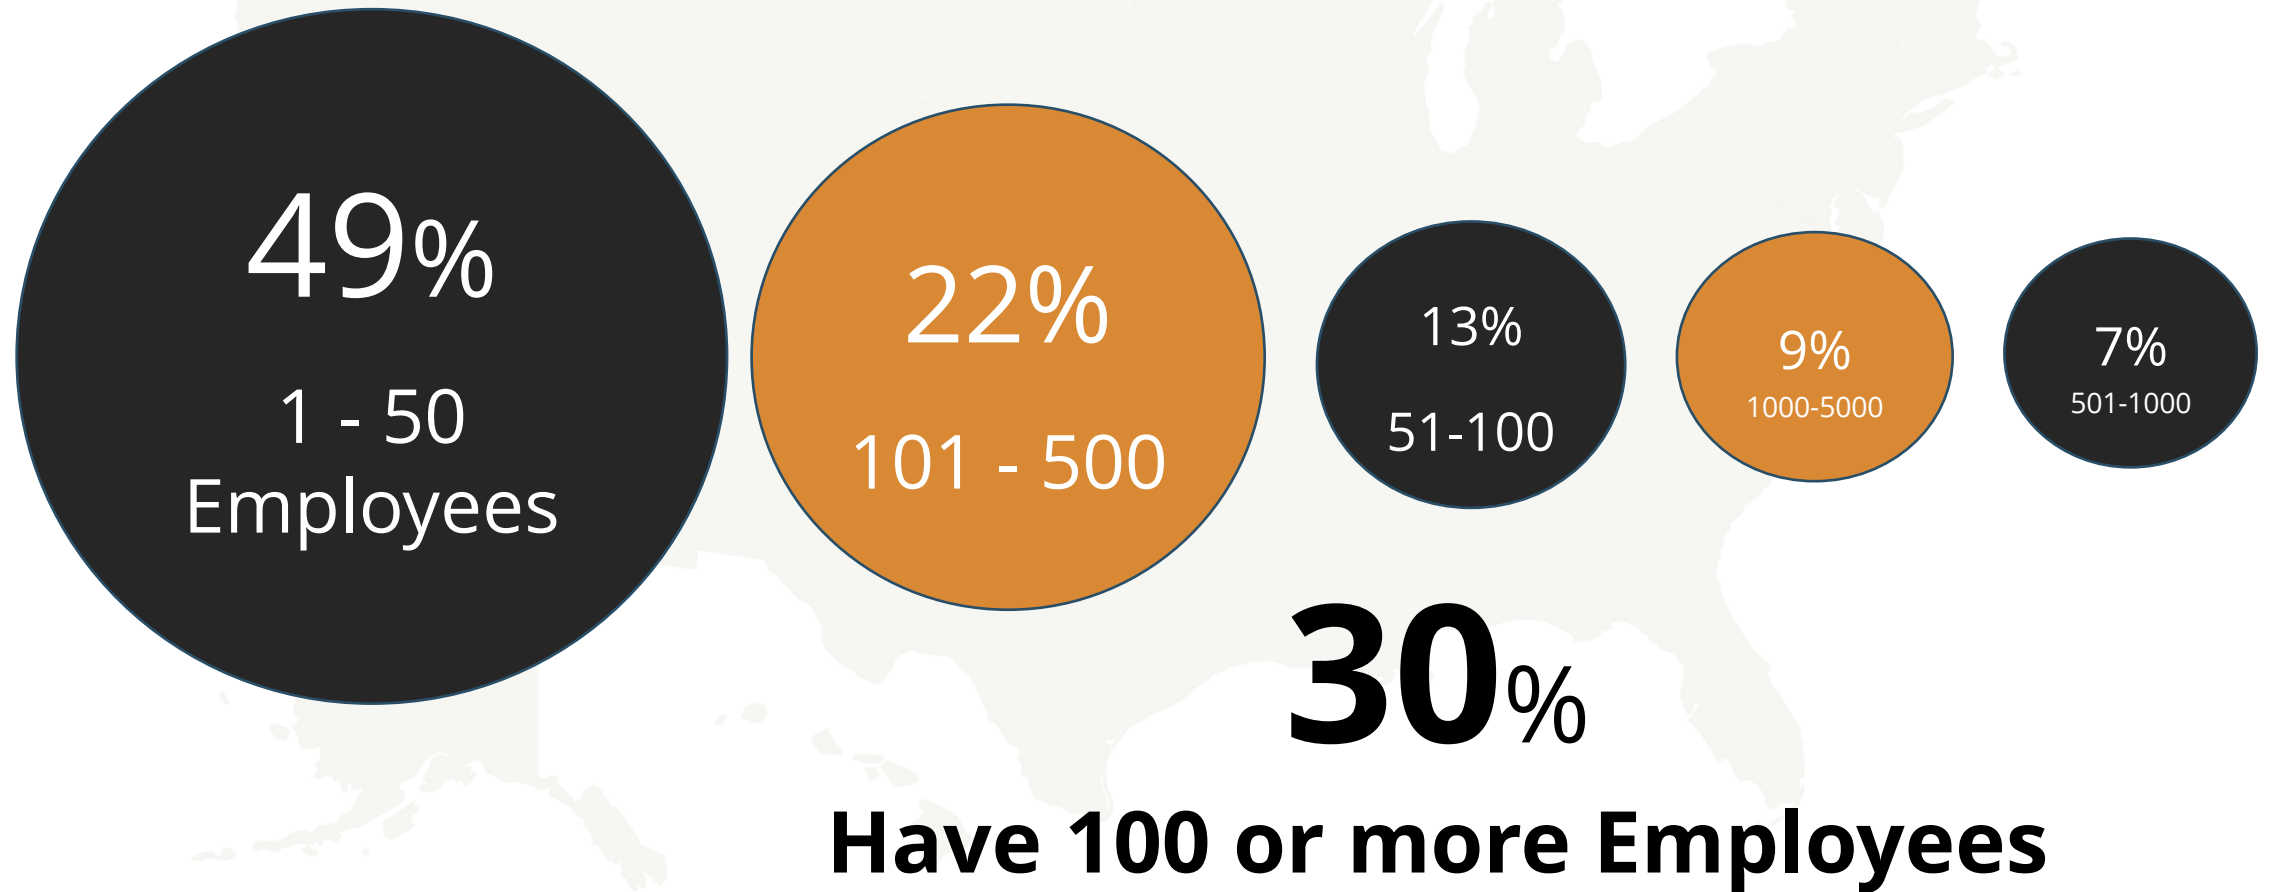 49%
1 - 50
Employees
22%
101 - 500
13%
51-100
9%
1000-5000
7%
501-1000
30%
Have 100 or more Employees